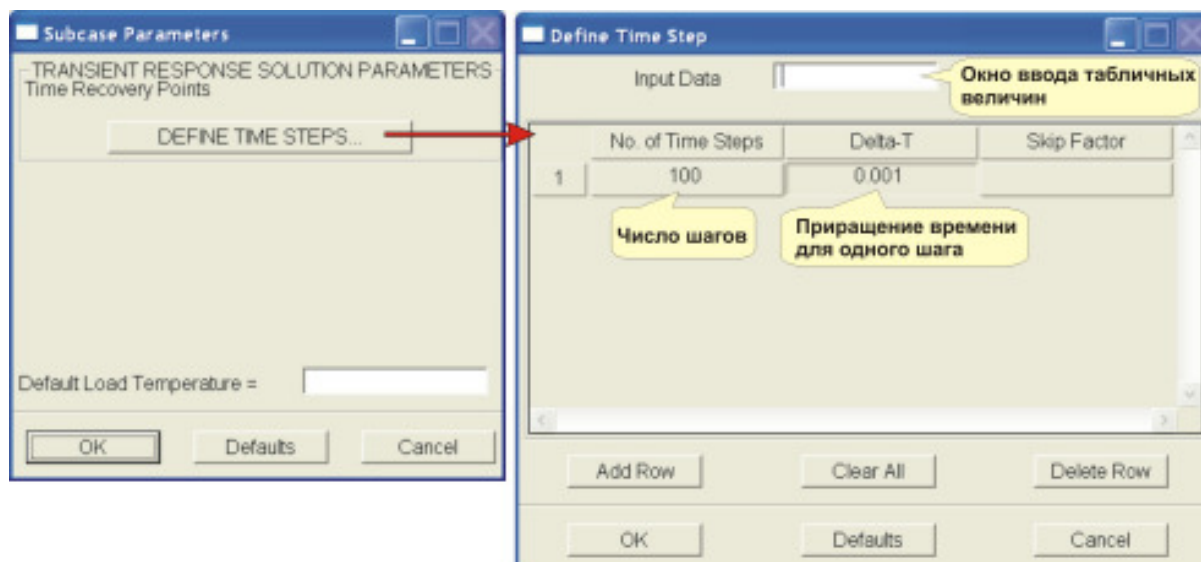 Subcase Parameters
TRANSIENT RESPONSE SOLUTION PARAMETERS
Time Recovery Points
DEFINE TIME STEPS...
Default Load Temperature =
OK Defaults Cancel
Define Time Step
Input Data
Окно ввода табличных
величин
No. of Time Steps Delta-T Skip Factor
1 100 0.001
Число шагов
Приращение времени
для одного шага
Add Row Clear All Delete Row
OK Defaults Cancel